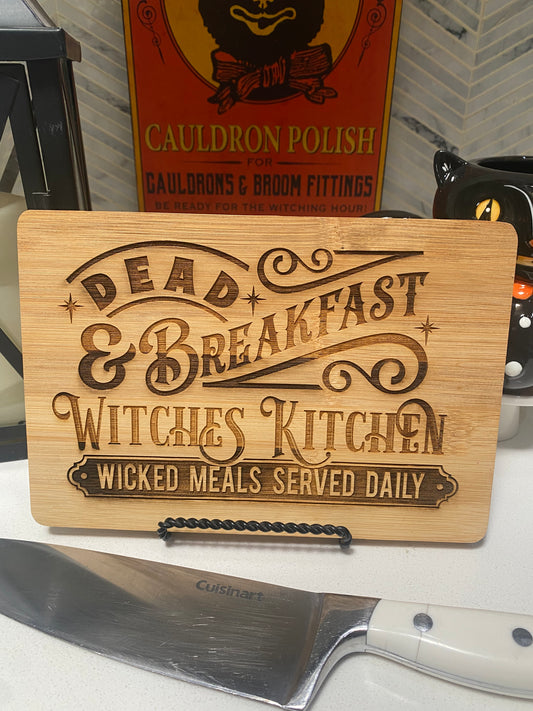 CAULDRON POLISH
FOR
CAULDRONS & BROOM FITTINGS
BE READY FOR THE WITCHING HOUR!
DEAD
& BREAKFAST
WITCHES KITCHEN
WICKED MEALS SERVED DAILY
Cuisinart